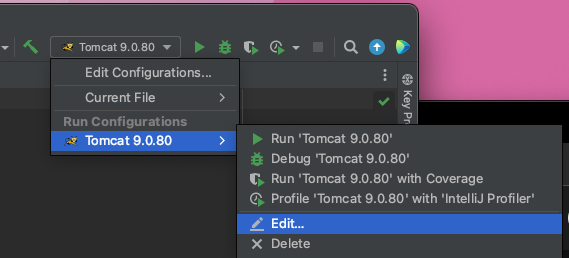 Tomcat 9.0.80
Edit Configurations...
Current File
Run Configurations
Tomcat 9.0.80
Run 'Tomcat 9.0.80'
Debug 'Tomcat 9.0.80'
Run 'Tomcat 9.0.80' with Coverage
Profile 'Tomcat 9.0.80' with 'IntelliJ Profiler'
Edit...
Delete
Key Pro